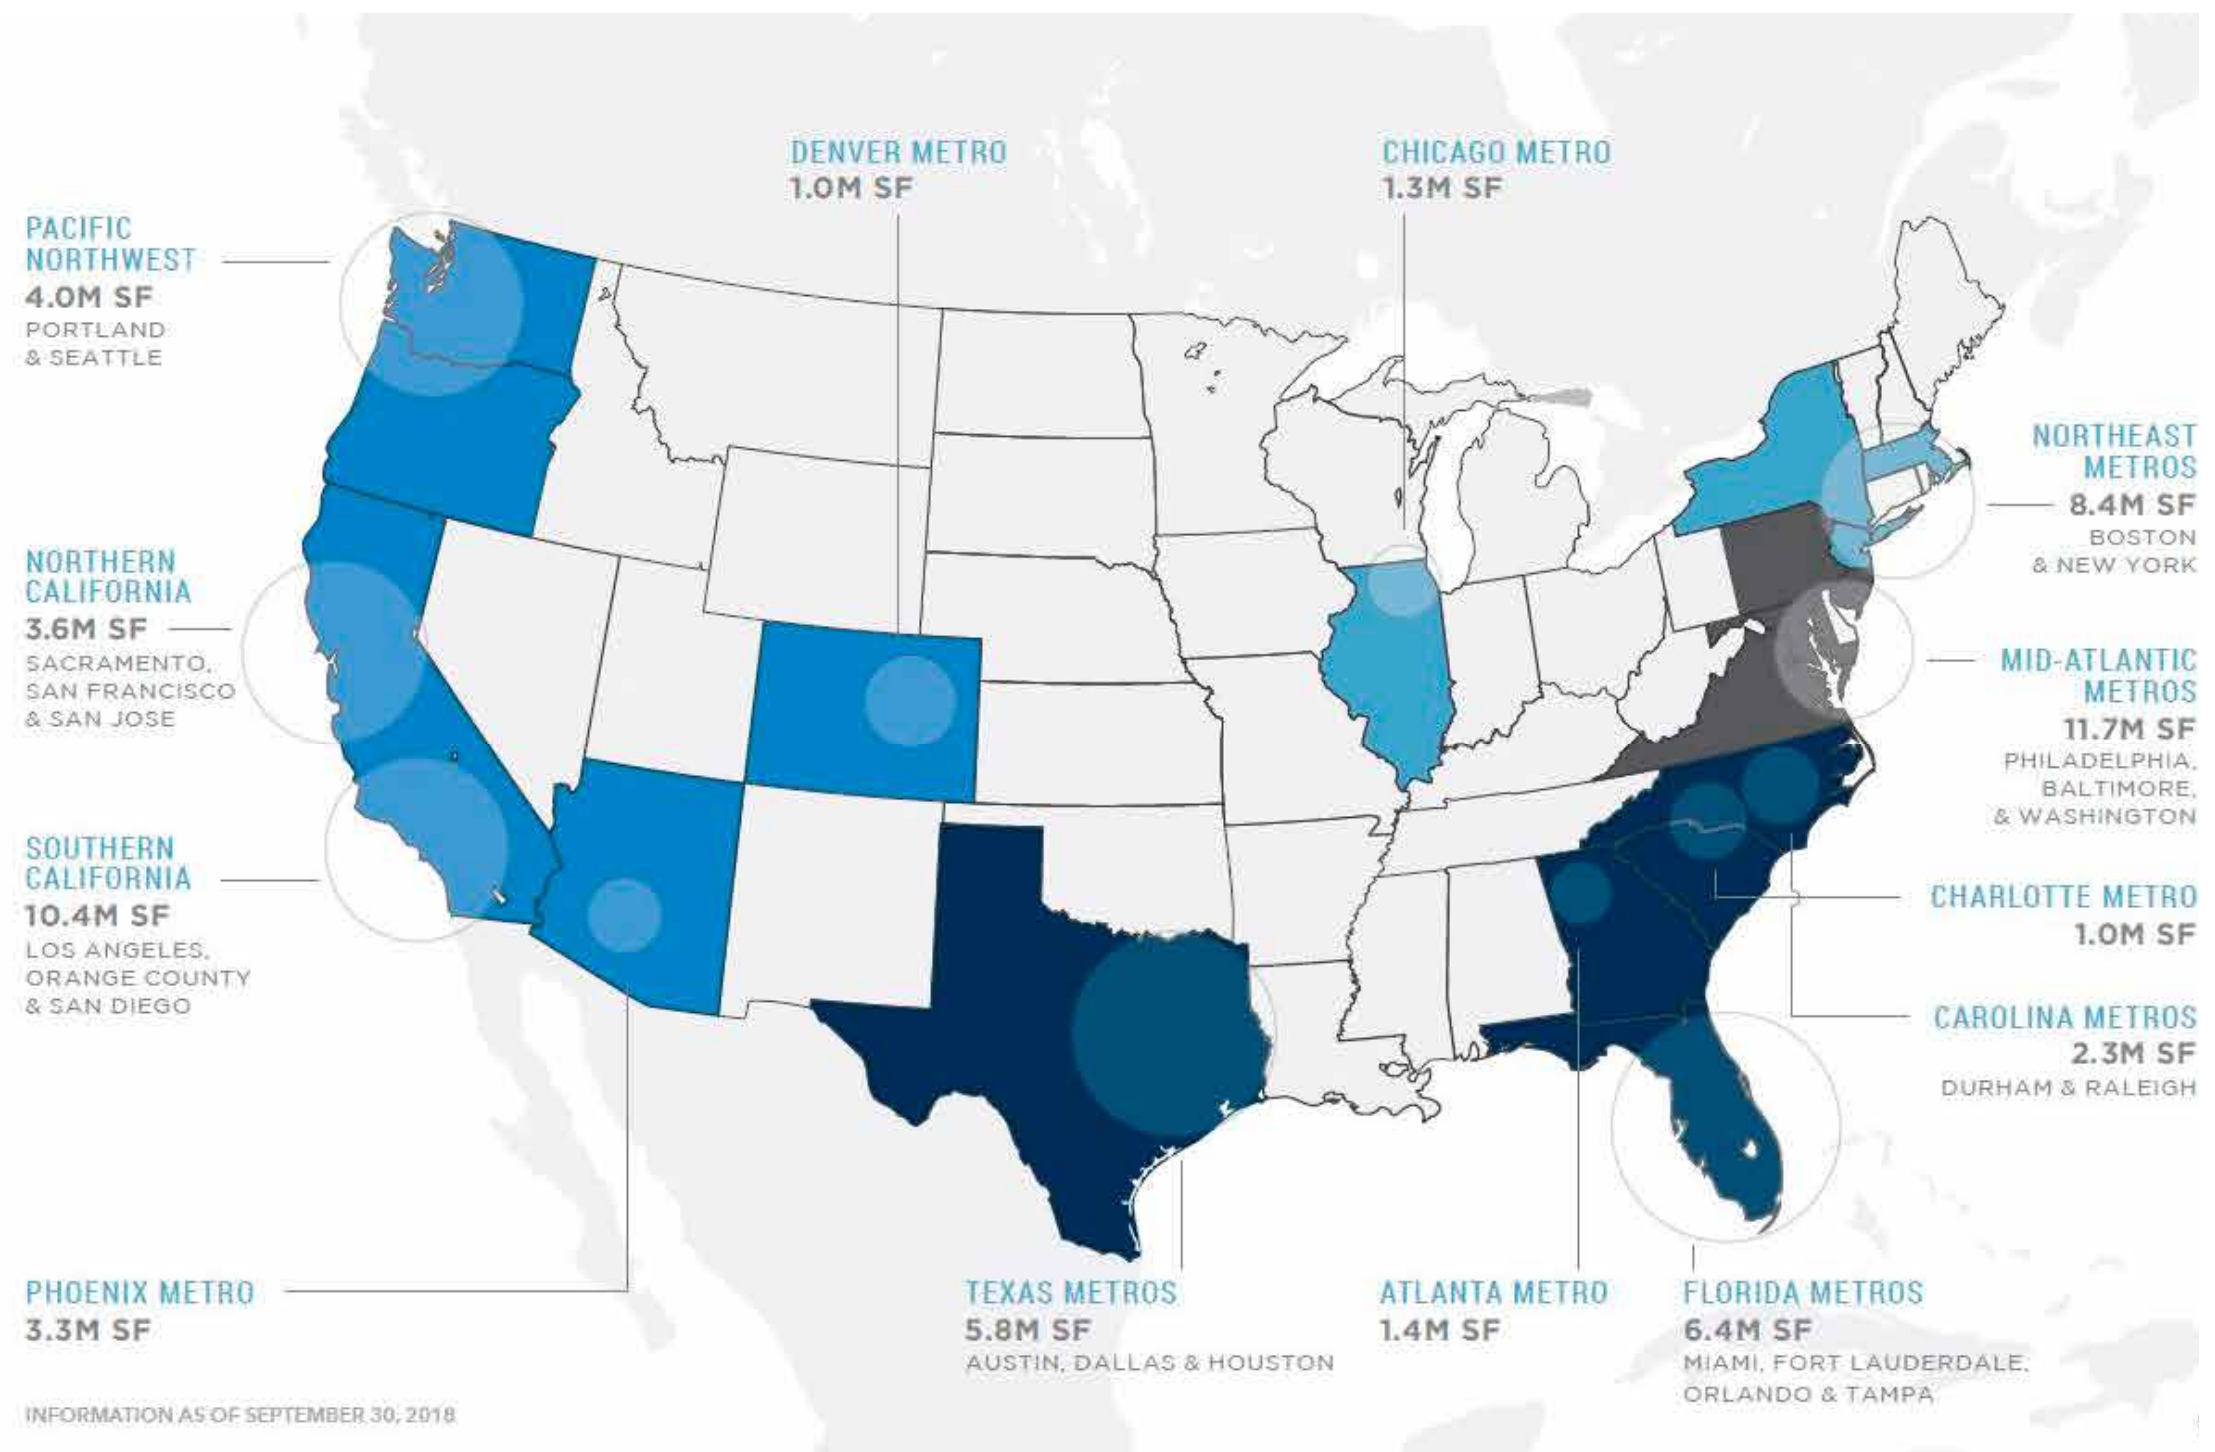 DENVER METRO
1.0M SF
CHICAGO METRO
1.3M SF
PACIFIC
NORTHWEST
4.0M SF
PORTLAND
& SEATTLE
NORTHEAST
METROS
8.4M SF
BOSTON
& NEW YORK
NORTHERN
CALIFORNIA
3.6M SF
SACRAMENTO,
SAN FRANCISCO
& SAN JOSE
MID-ATLANTIC
METROS
11.7M SF
PHILADELPHIA,
BALTIMORE,
& WASHINGTON
SOUTHERN
CALIFORNIA
10.4M SF
LOS ANGELES,
ORANGE COUNTY
& SAN DIEGO
CHARLOTTE METRO
1.0M SF
CAROLINA METROS
2.3M SF
DURHAM & RALEIGH
PHOENIX METRO
3.3M SF
TEXAS METROS
5.8M SF
AUSTIN, DALLAS & HOUSTON
ATLANTA METRO
1.4M SF
FLORIDA METROS
6.4M SF
MIAMI, FORT LAUDERDALE,
ORLANDO & TAMPA
INFORMATION AS OF SEPTEMBER 30, 2018